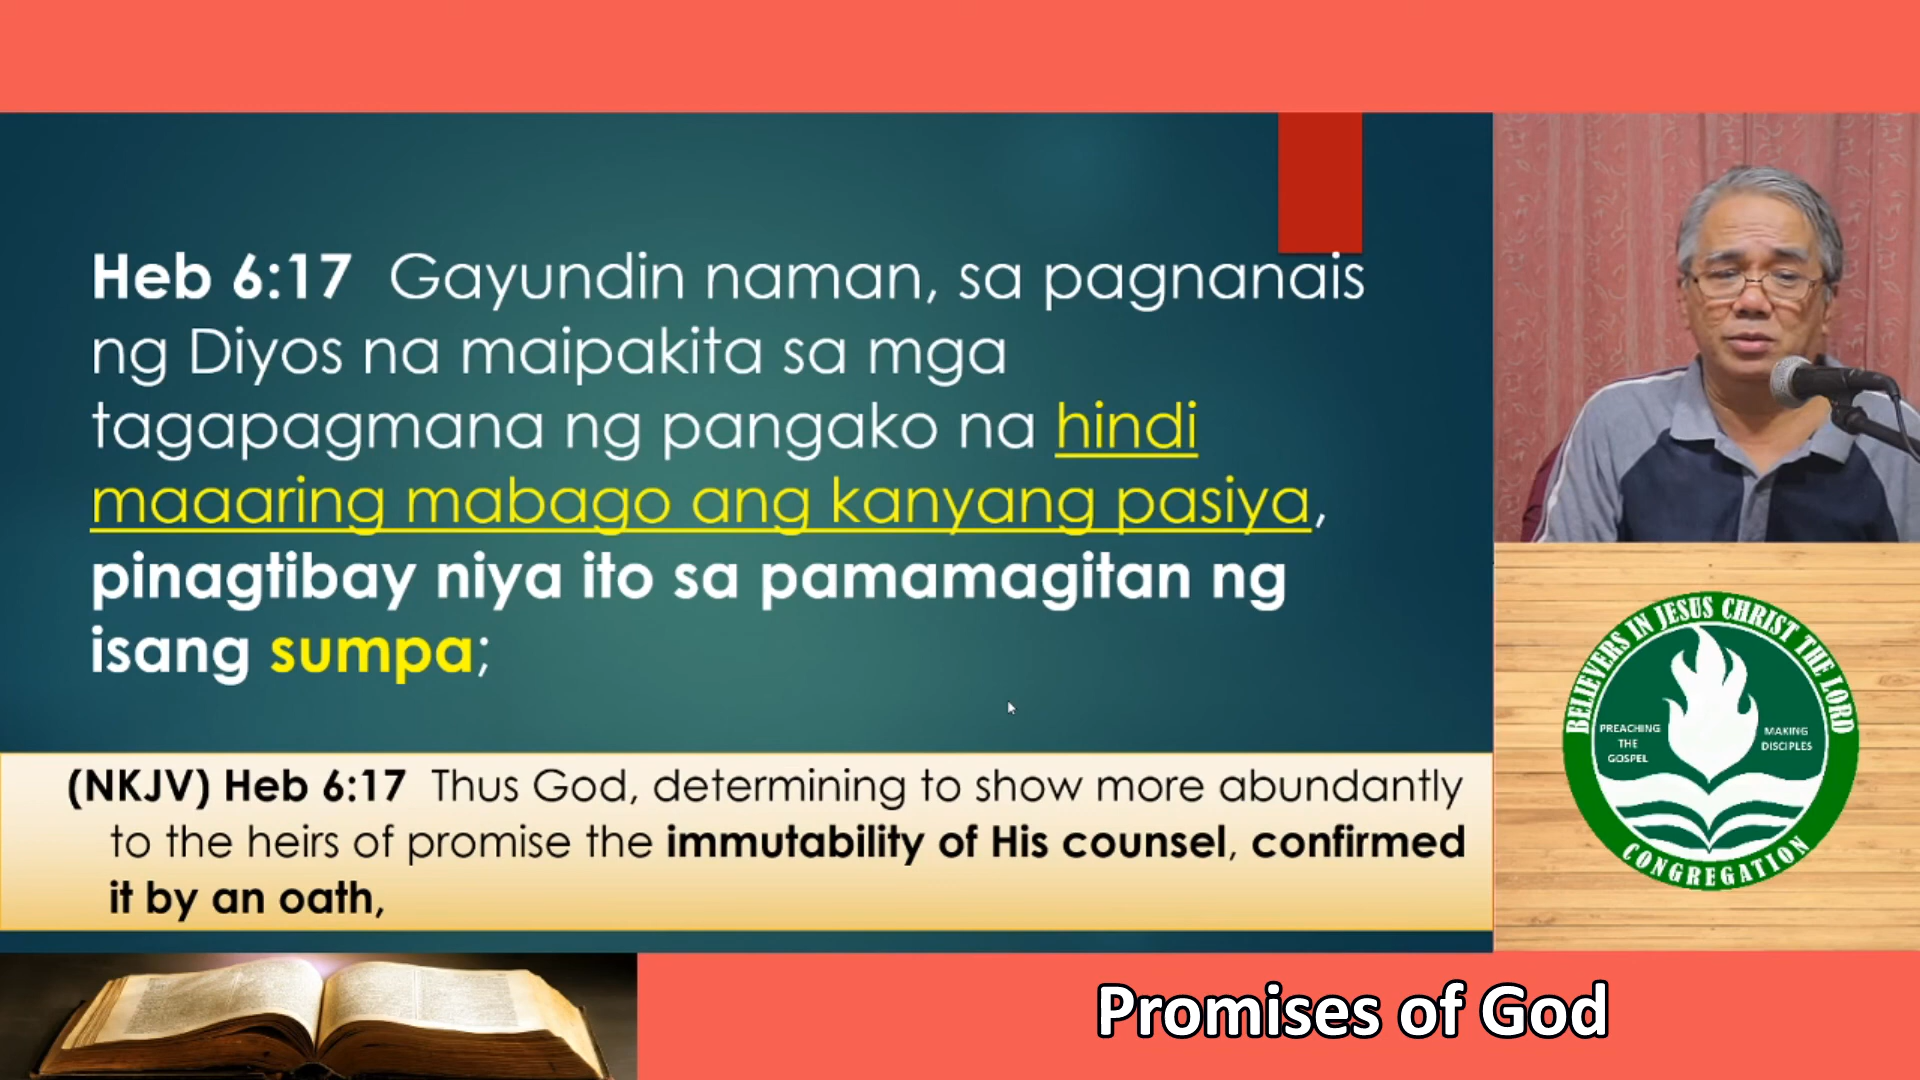 Heb 6:17 Gayundin naman, sa pagnanais
ng Diyos na maipakita sa mga
tagapagmana ng pangako na hindi
maaaring mabago ang kanyang pasiya,
pinagtibay niya ito sa pamamagitan ng
isang sumpa;
(NKJV) Heb 6:17 Thus God, determining to show more abundantly
to the heirs of promise the immutability of His counsel, confirmed
it by an oath,
BELIEVERS IN JESUS CHRIST THE LORD
PREACHING
THE
GOSPEL
MAKING
DISCIPLES
CONGREGATION
Promises of God